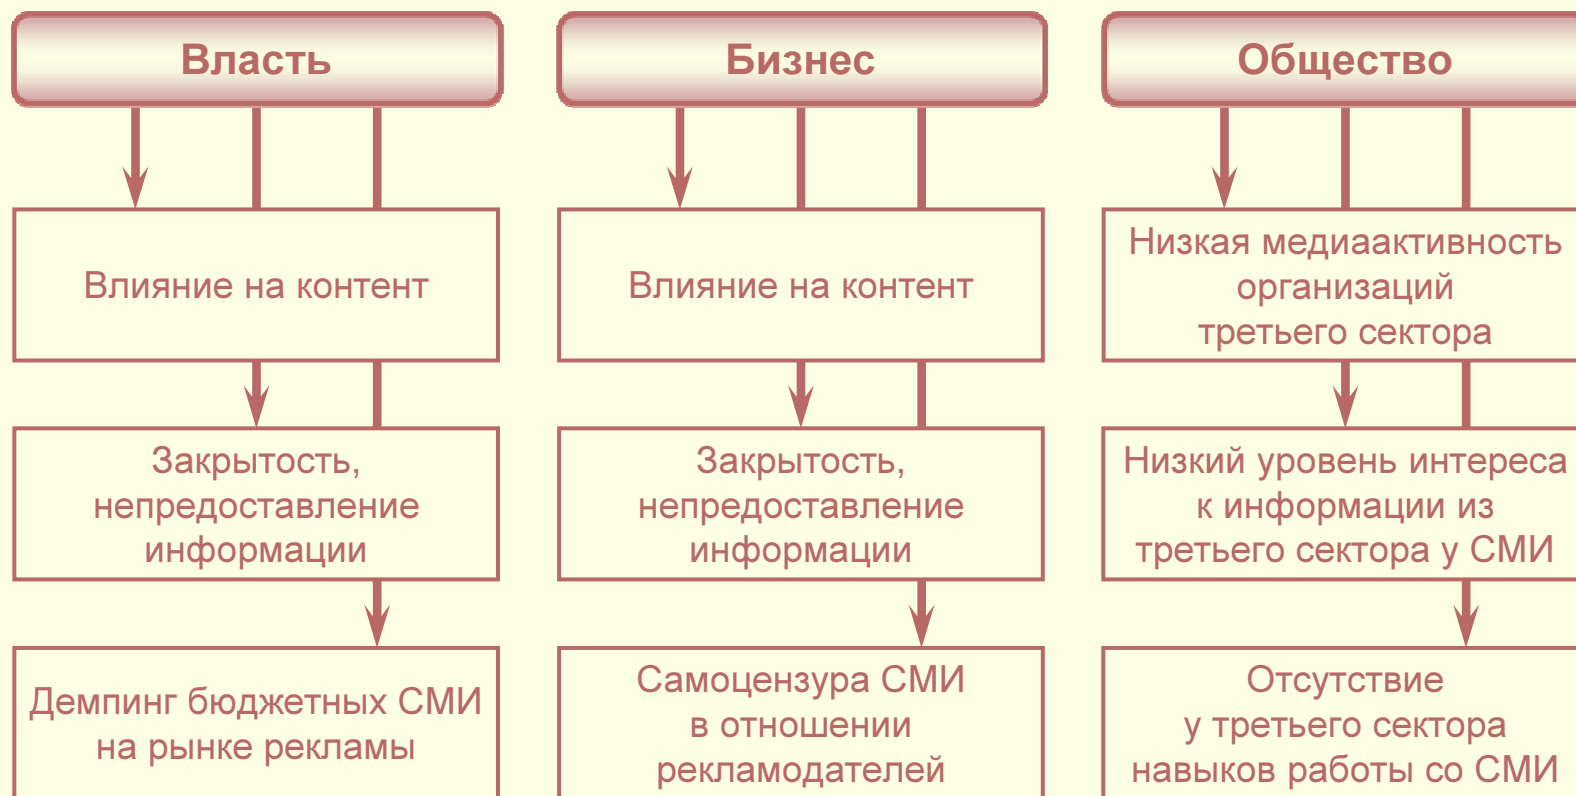 Власть
Влияние на контент
Закрытость,
непредоставление
информации
Демпинг бюджетных СМИ
на рынке рекламы
Бизнес
Влияние на контент
Закрытость,
непредоставление
информации
Самоцензура СМИ
в отношении
рекламодателей
Общество
Низкая медиаактивность
организаций
третьего сектора
Низкий уровень интереса
к информации из
третьего сектора у СМИ
Отсутствие
у третьего сектора
навыков работы со СМИ